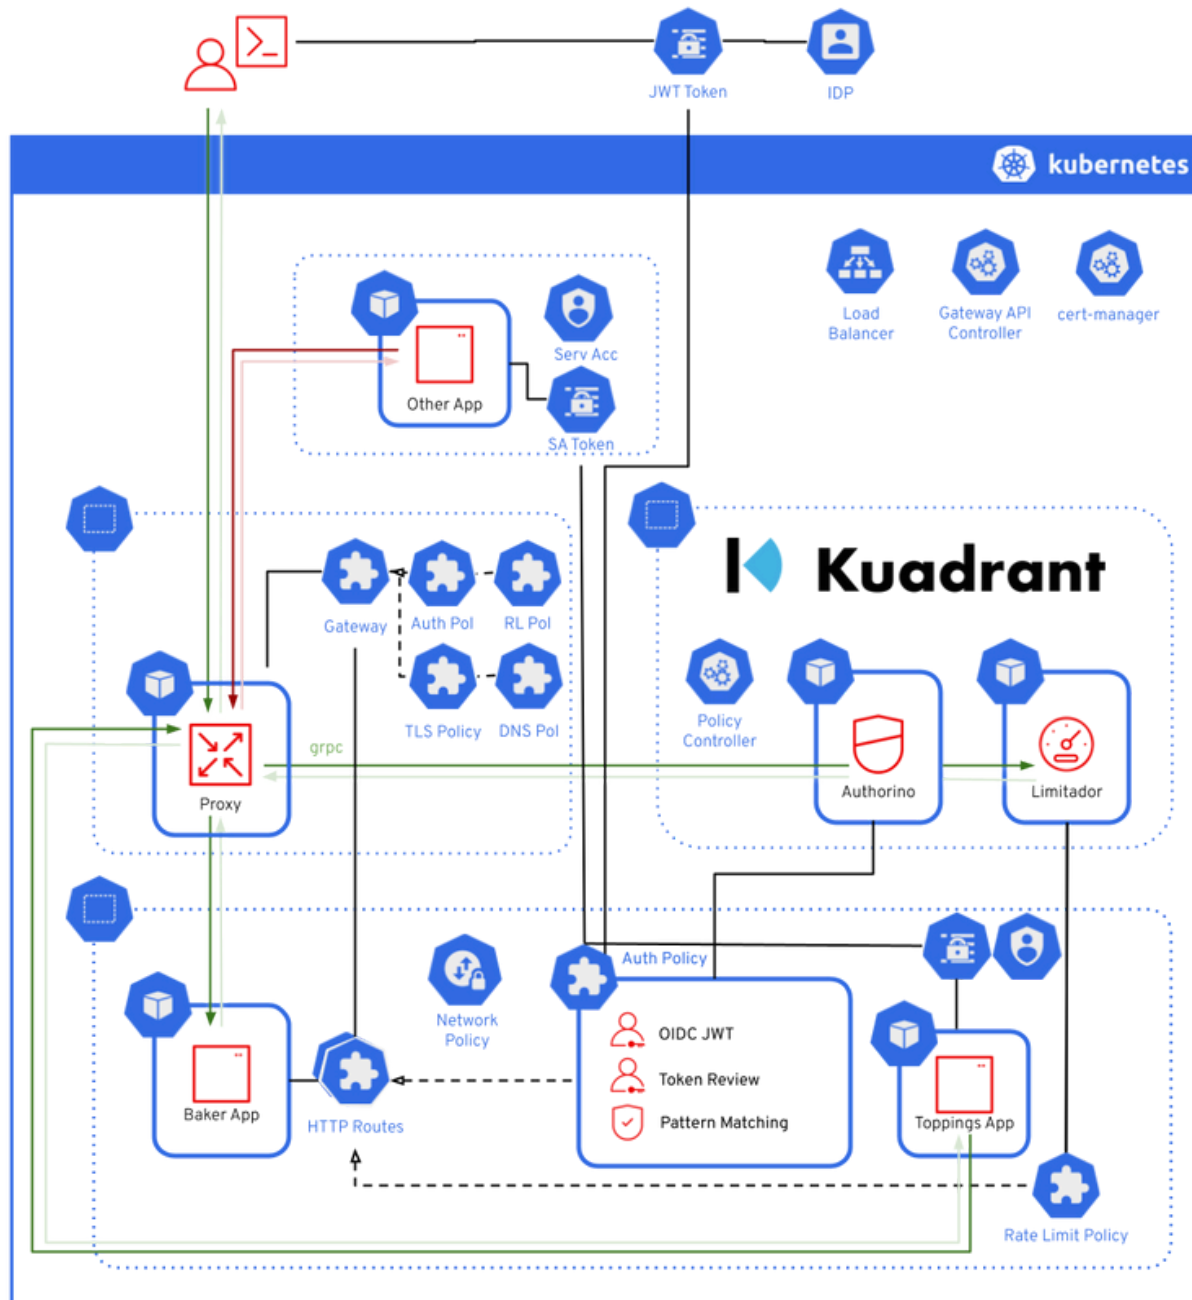 JWT Token
IDP
kubernetes
Load
Balancer
Gateway API
Controller
cert-manager
Serv Acc
Other App
SA Token
Kuadrant
Gateway
Auth Pol
RL Pol
TLS Policy
DNS Pol
Policy
Controller
grpc
Proxy
Authorino
Limitador
Auth Policy
Network
Policy
OIDC JWT
Token Review
Pattern Matching
Baker App
HTTP Routes
Toppings App
Rate Limit Policy